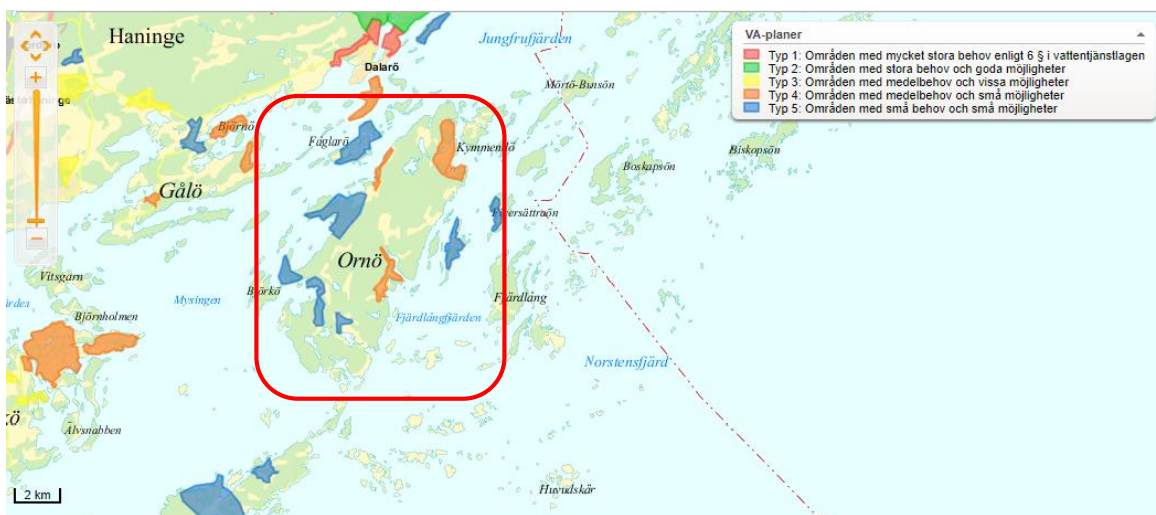 VA-planer
Typ 1: Områden med mycket stora behov enligt 6 § i vattentjänstlagen
Typ 2: Områden med stora behov och goda möjligheter
Typ 3: Områden med medelbehov och vissa möjligheter
Typ 4: Områden med medelbehov och små möjligheter
Typ 5: Områden med små behov och små möjligheter
Haninge
Jungfrufjärden
Dalarö
Mörtö-Bunsön
Björnö
Fåglarö
Kymmendö
Biskopsön
Boskapsön
Gålö
Ornö
Vitsgarn
Björkö
Fjärdlång
Mysingen
Björnholmen
Fjärdlångfjärden
Norstensfjärd
Älvsnabben
Huvudskär
2 km